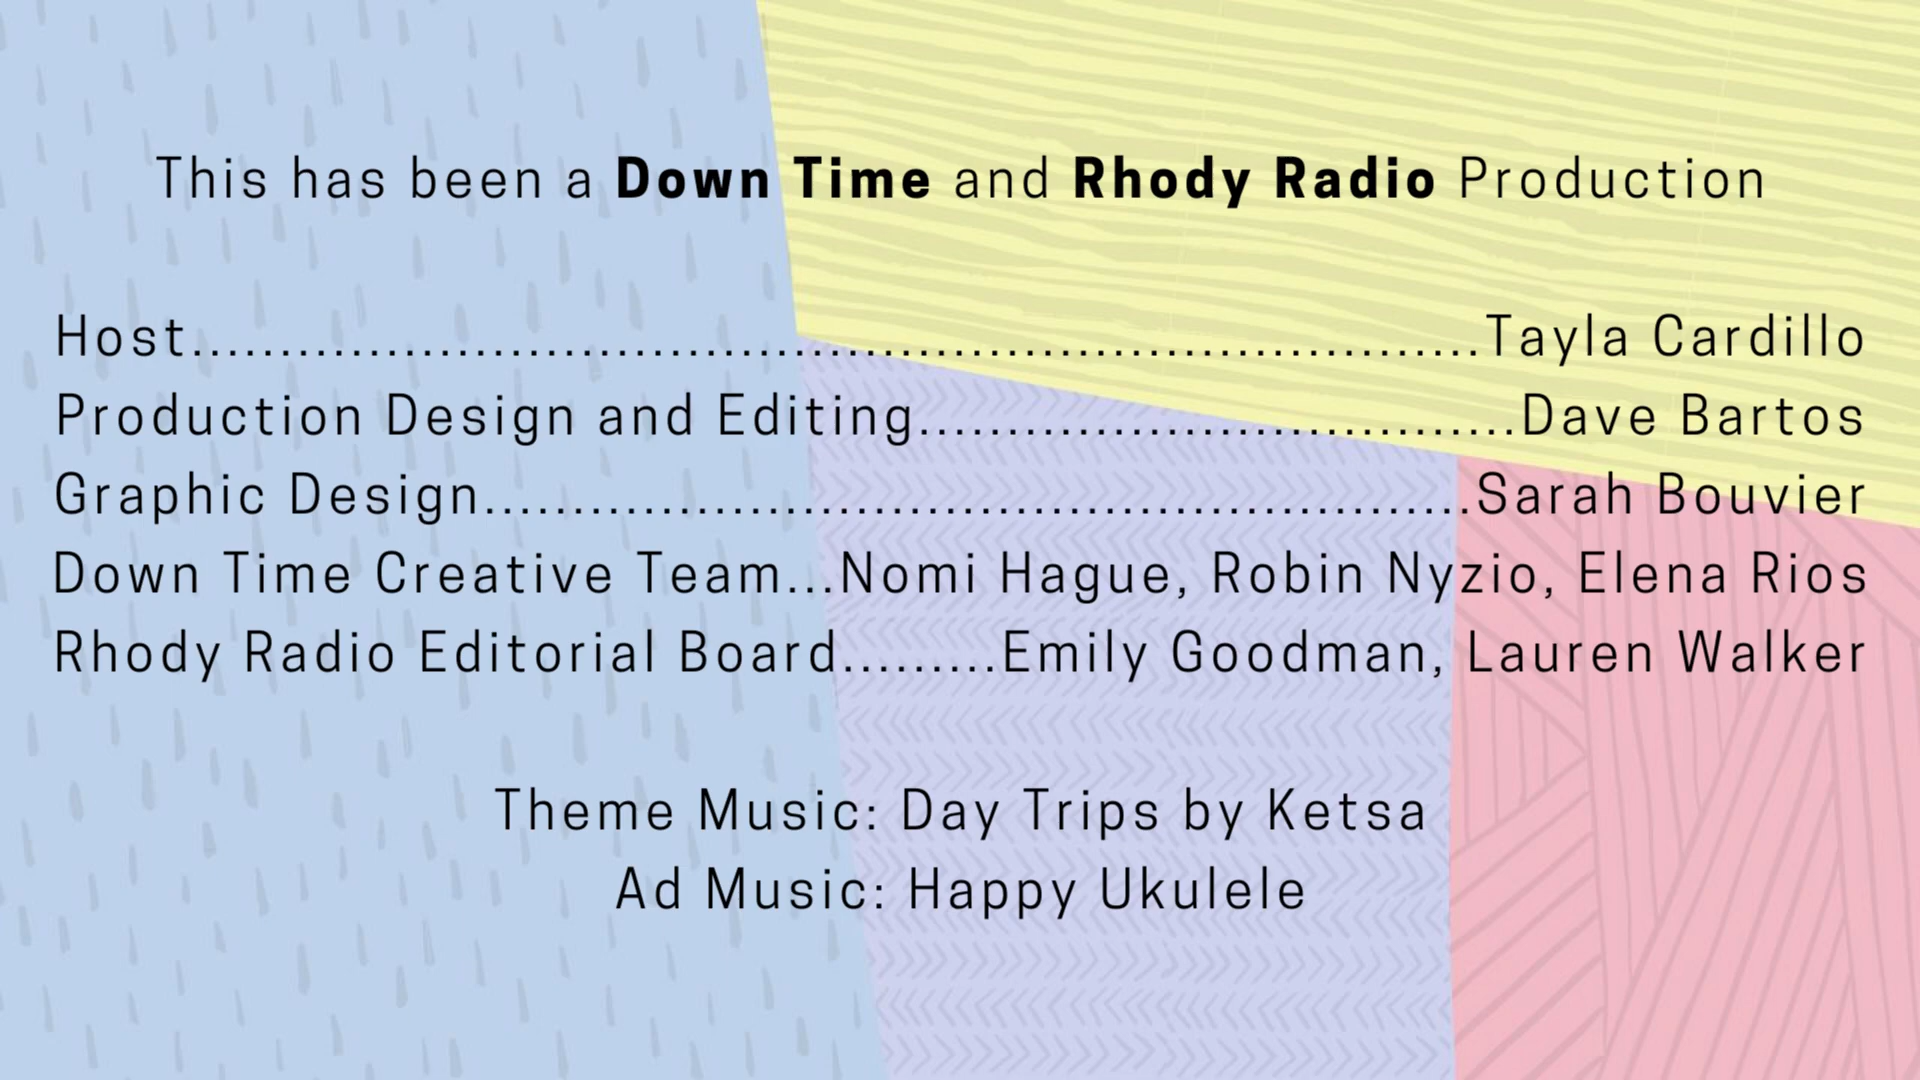 This has been a Down Time and Rhody Radio Production
Host..........................................................................Tayla Cardillo
Production Design and Editing..................................Dave Bartos
Graphic Design........................................................Sarah Bouvier
Down Time Creative Team...Nomi Hague, Robin Nyzio, Elena Rios
Rhody Radio Editorial Board.........Emily Goodman, Lauren Walker
Theme Music: Day Trips by Ketsa
Ad Music: Happy Ukulele